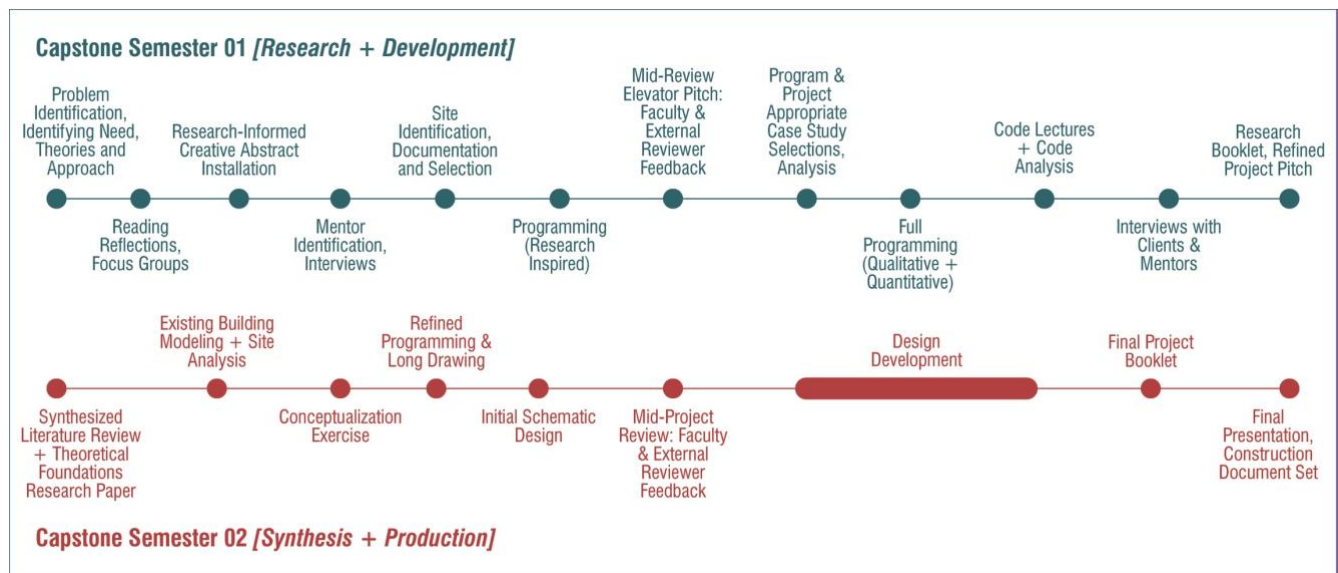 Capstone Semester 01 [Research + Development]
Problem
Identification,
Identifying Need,
Theories and
Approach
Reading
Reflections,
Focus Groups
Research-Informed
Creative Abstract
Installation
Mentor
Identification,
Interviews
Site
Identification,
Documentation
and Selection
Programming
(Research
Inspired)
Mid-Review
Elevator Pitch:
Faculty &
External
Reviewer
Feedback
Program &
Project
Appropriate
Case Study
Selections,
Analysis
Full
Programming
(Qualitative +
Quantitative)
Code Lectures
+ Code
Analysis
Interviews with
Clients &
Mentors
Research
Booklet, Refined
Project Pitch
Synthesized
Literature Review
+ Theoretical
Foundations
Research Paper
Existing Building
Modeling + Site
Analysis
Conceptualization
Exercise
Refined
Programming &
Long Drawing
Initial Schematic
Design
Mid-Project
Review: Faculty
& External
Reviewer
Feedback
Design
Development
Final Project
Booklet
Final
Presentation,
Construction
Document Set
Capstone Semester 02 [Synthesis + Production]